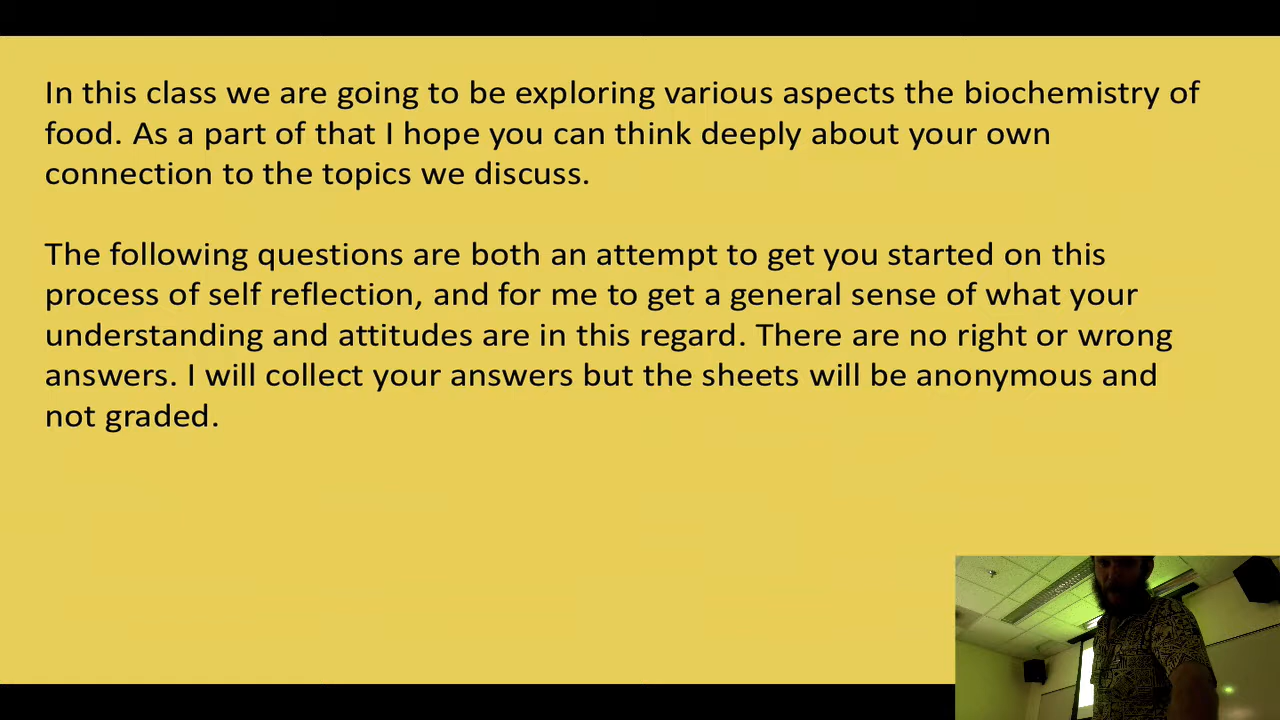 In this class we are going to be exploring various aspects the biochemistry of
food. As a part of that I hope you can think deeply about your own
connection to the topics we discuss.
The following questions are both an attempt to get you started on this
process of self reflection, and for me to get a general sense of what your
understanding and attitudes are in this regard. There are no right or wrong
answers. I will collect your answers but the sheets will be anonymous and
not graded.